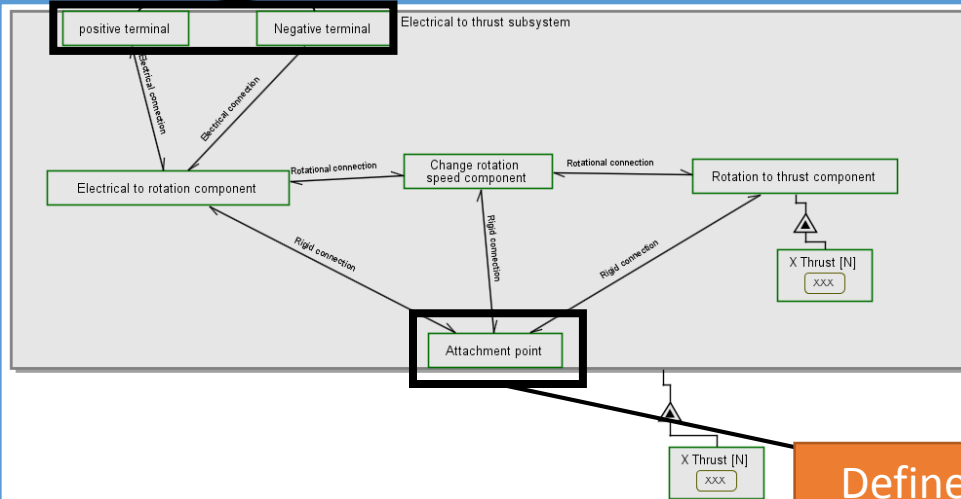 Electrical to thrust subsystem
positive terminal
Negative terminal
Electrical connection
Electrical connection
Electrical to rotation component
Rotational connection
Change rotation
speed component
Rotational connection
Rotation to thrust component
Rigid connection
Rigid connection
Rigid connection
X Thrust [N]
XXX
Attachment point
X Thrust [N]
XXX
Define